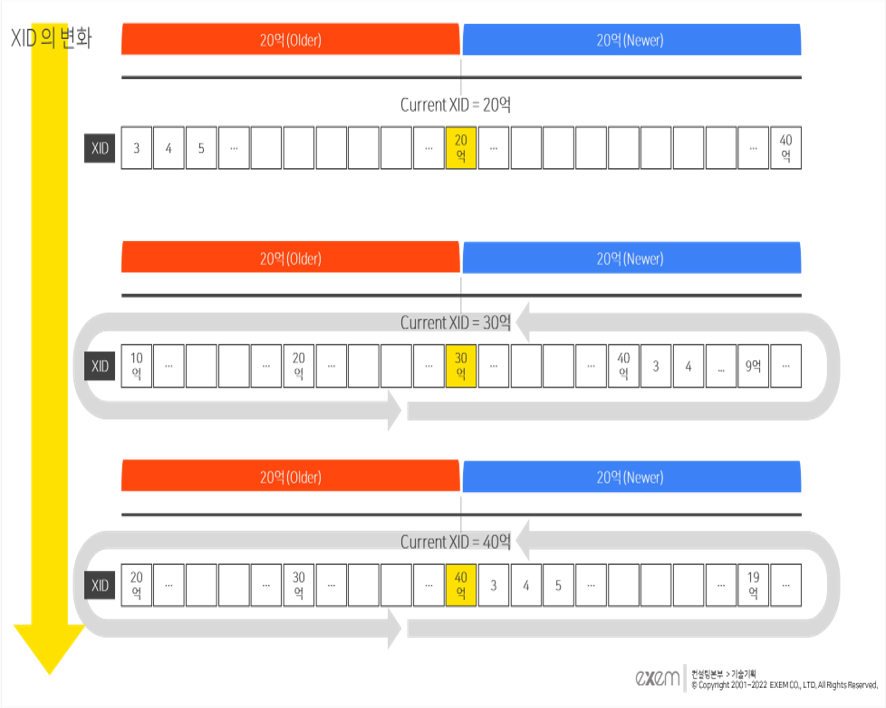 XID 의 변화
20억(Older) 20억(Newer)
Current XID = 20억
XID 3 4 5 ... ... 20억 ... ... 40억
20억(Older) 20억(Newer)
Current XID = 30억
XID 10억 ... ... 20억 ... ... 30억 ... ... 40억 3 4 ... 9억 ...
20억(Older) 20억(Newer)
Current XID = 40억
XID 20억 ... ... 30억 ... ... 40억 3 4 5 ... ... 19억 ...
exem
컨설팅본부 > 기술기획
© Copyright 2001~2022 EXEM CO., LTD, All Rights Reserved.